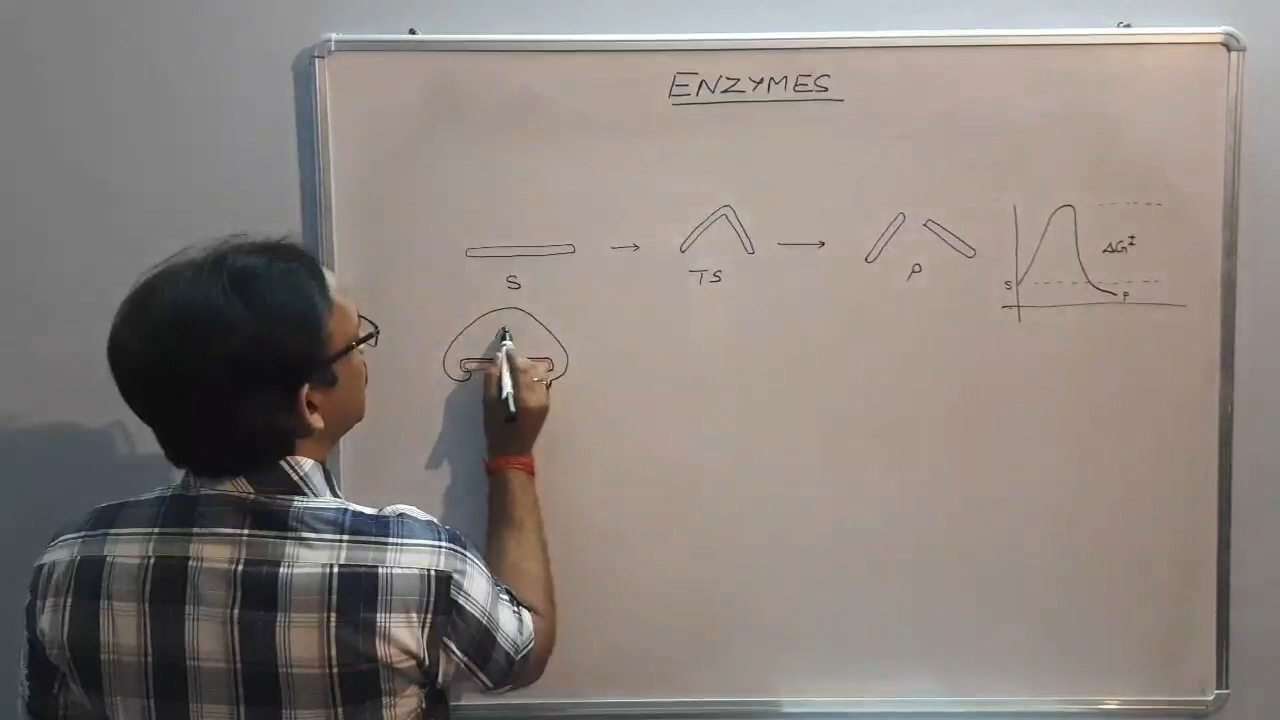 ENZYMES
S → TS → P
ΔG‡
S
P